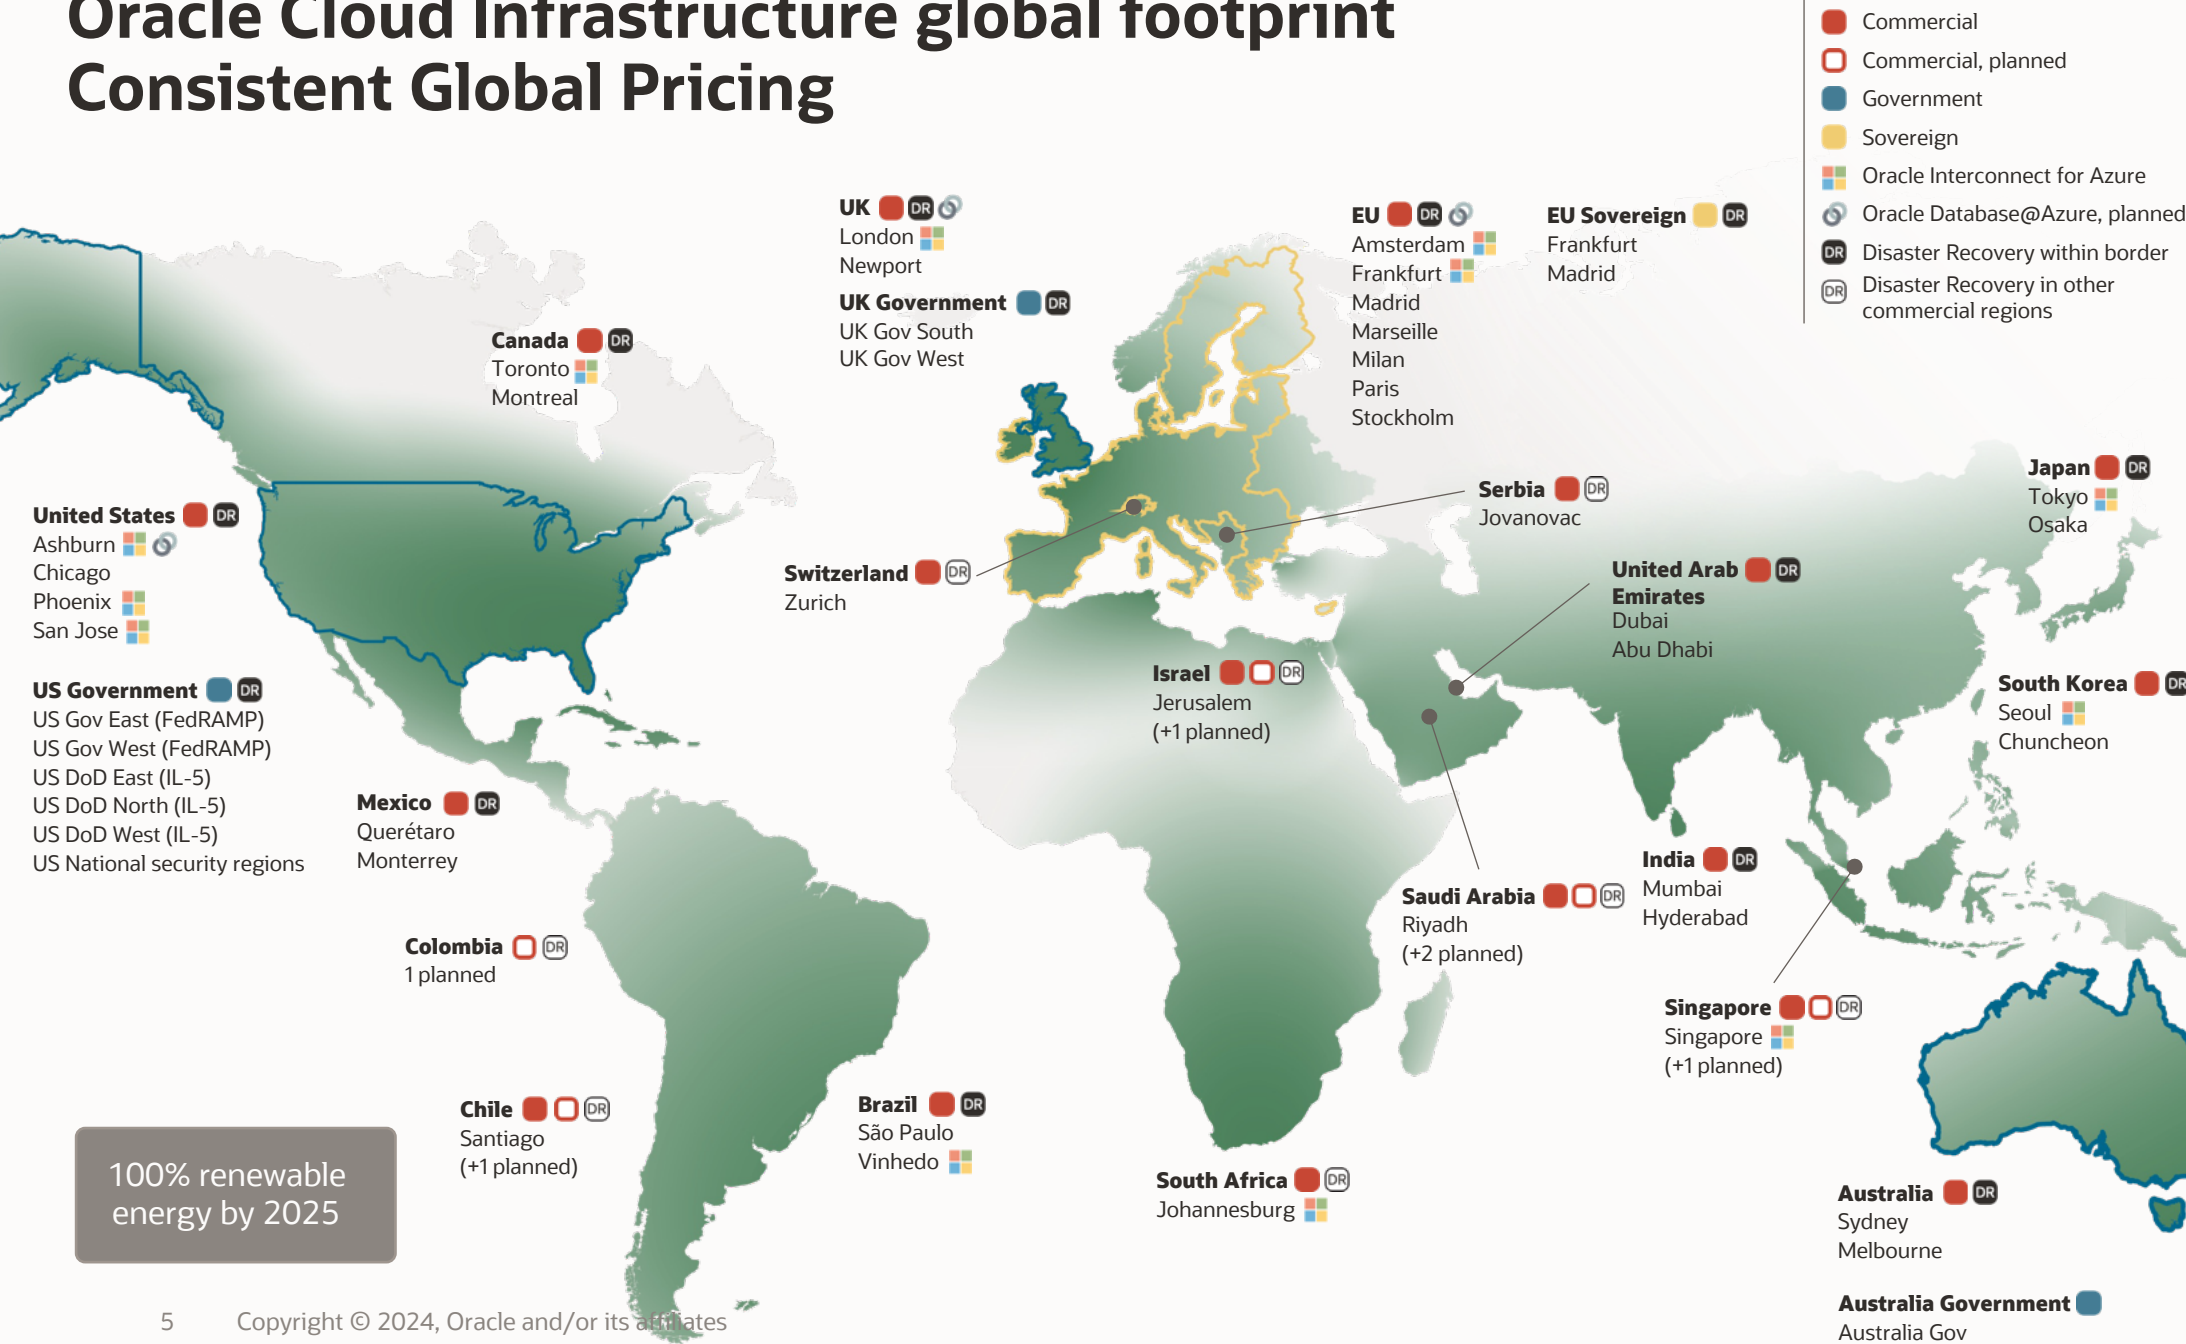 Oracle Cloud Infrastructure global footprint
Consistent Global Pricing
Commercial
Commercial, planned
Government
Sovereign
Oracle Interconnect for Azure
Oracle Database@Azure, planned
DR Disaster Recovery within border
DR Disaster Recovery in other
commercial regions
UK DR
London
Newport
UK Government DR
UK Gov South
UK Gov West
EU DR
Amsterdam
Frankfurt
Madrid
Marseille
Milan
Paris
Stockholm
EU Sovereign DR
Frankfurt
Madrid
Canada DR
Toronto
Montreal
United States DR
Ashburn
Chicago
Phoenix
San Jose
US Government DR
US Gov East (FedRAMP)
US Gov West (FedRAMP)
US DoD East (IL-5)
US DoD North (IL-5)
US DoD West (IL-5)
US National security regions
Switzerland DR
Zurich
Serbia DR
Jovanovac
Japan DR
Tokyo
Osaka
United Arab DR
Emirates
Dubai
Abu Dhabi
Israel DR
Jerusalem
(+1 planned)
South Korea DR
Seoul
Chuncheon
Mexico DR
Querétaro
Monterrey
India DR
Mumbai
Hyderabad
Saudi Arabia DR
Riyadh
(+2 planned)
Colombia DR
1 planned
Singapore DR
Singapore
(+1 planned)
Chile DR
Santiago
(+1 planned)
Brazil DR
São Paulo
Vinhedo
South Africa DR
Johannesburg
Australia DR
Sydney
Melbourne
Australia Government
Australia Gov
100% renewable
energy by 2025
5 Copyright © 2024, Oracle and/or its affiliates